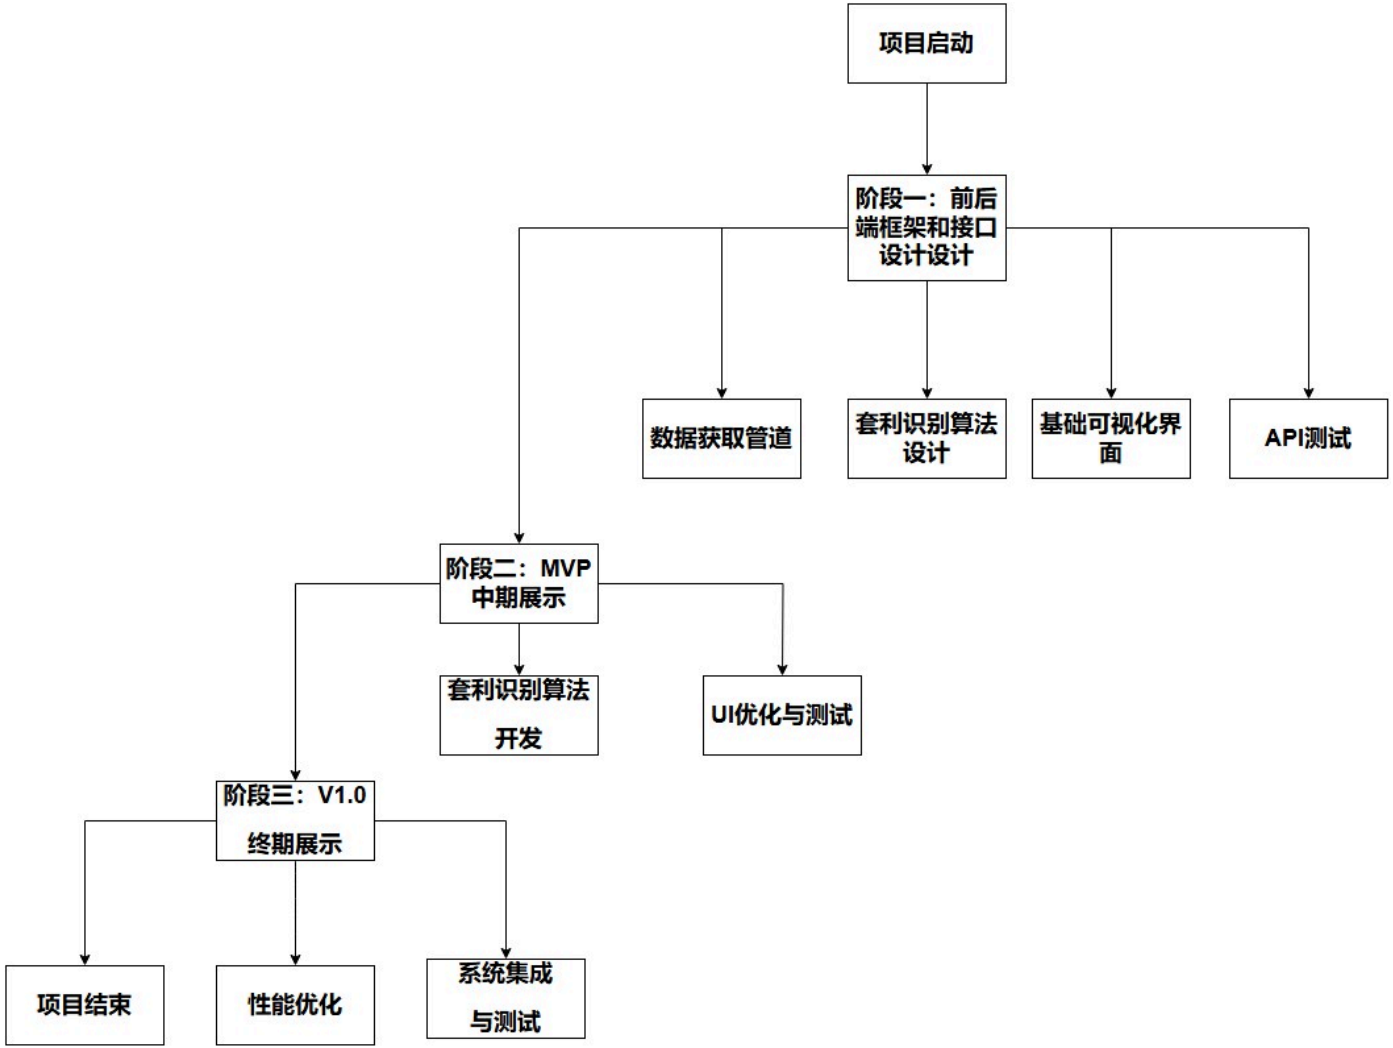 项目启动
阶段一：前后
端框架和接口
设计设计
数据获取管道
套利识别算法
设计
基础可视化界
面
API测试
阶段二：MVP
中期展示
套利识别算法
开发
UI优化与测试
阶段三：V1.0
终期展示
项目结束
性能优化
系统集成
与测试